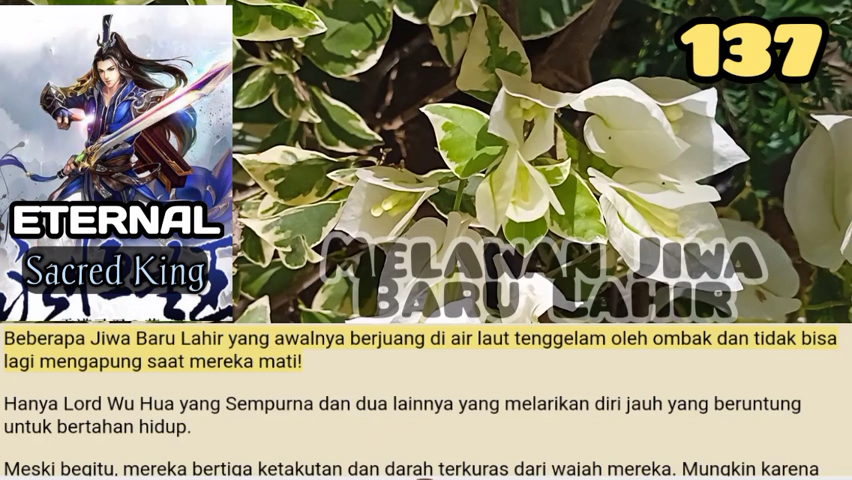 137
ETERNAL
Sacred King
MELAWAN JIWA
BARU LAHIR
Beberapa Jiwa Baru Lahir yang awalnya berjuang di air laut tenggelam oleh ombak dan tidak bisa
lagi mengapung saat mereka mati!
Hanya Lord Wu Hua yang Sempurna dan dua lainnya yang melarikan diri jauh yang beruntung
untuk bertahan hidup.
Meski begitu, mereka bertiga ketakutan dan darah terkuras dari wajah mereka. Mungkin karena